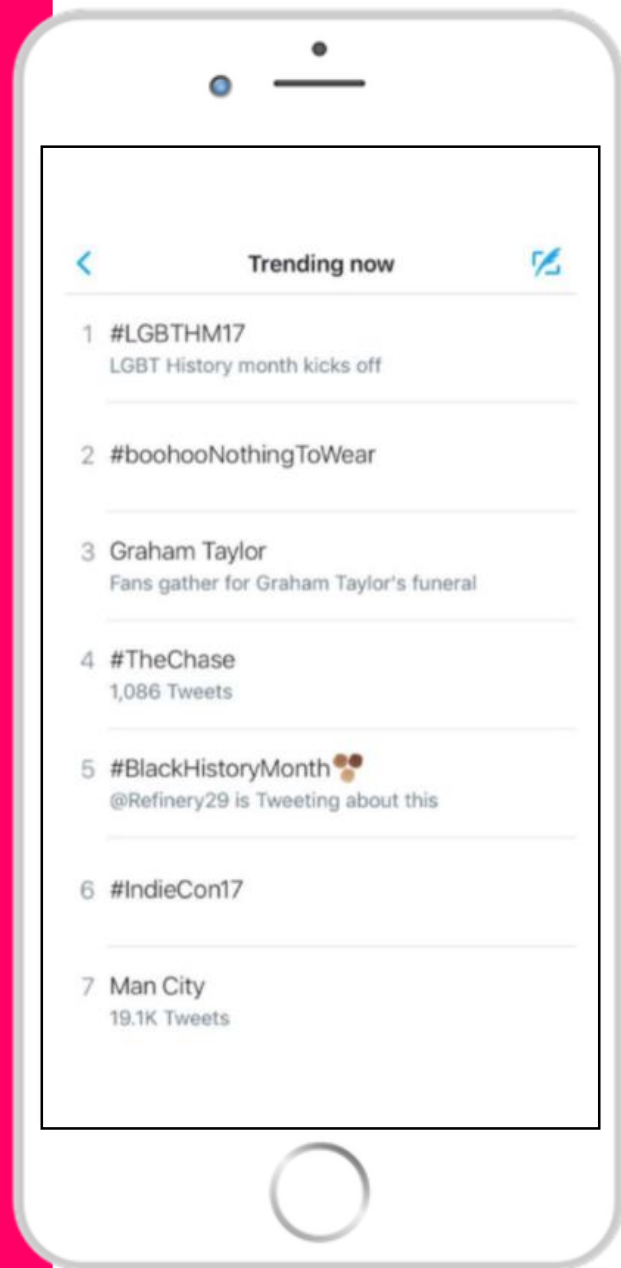 Trending now
1 #LGBTHM17
LGBT History month kicks off
2 #boohooNothingToWear
3 Graham Taylor
Fans gather for Graham Taylor's funeral
4 #TheChase
1,086 Tweets
5 #BlackHistoryMonth
@Refinery29 is Tweeting about this
6 #IndieCon17
7 Man City
19.1K Tweets